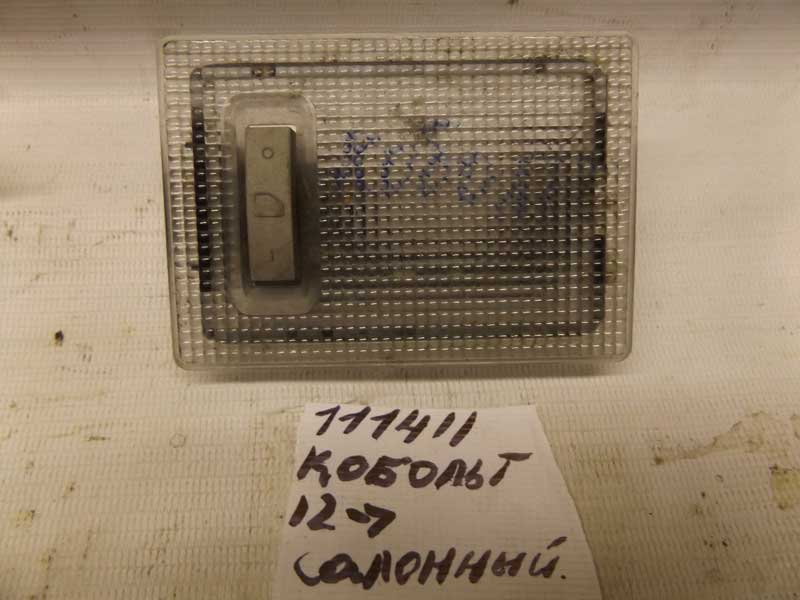 O
I
111411
КОБОЛЬТ
12→
салонный.